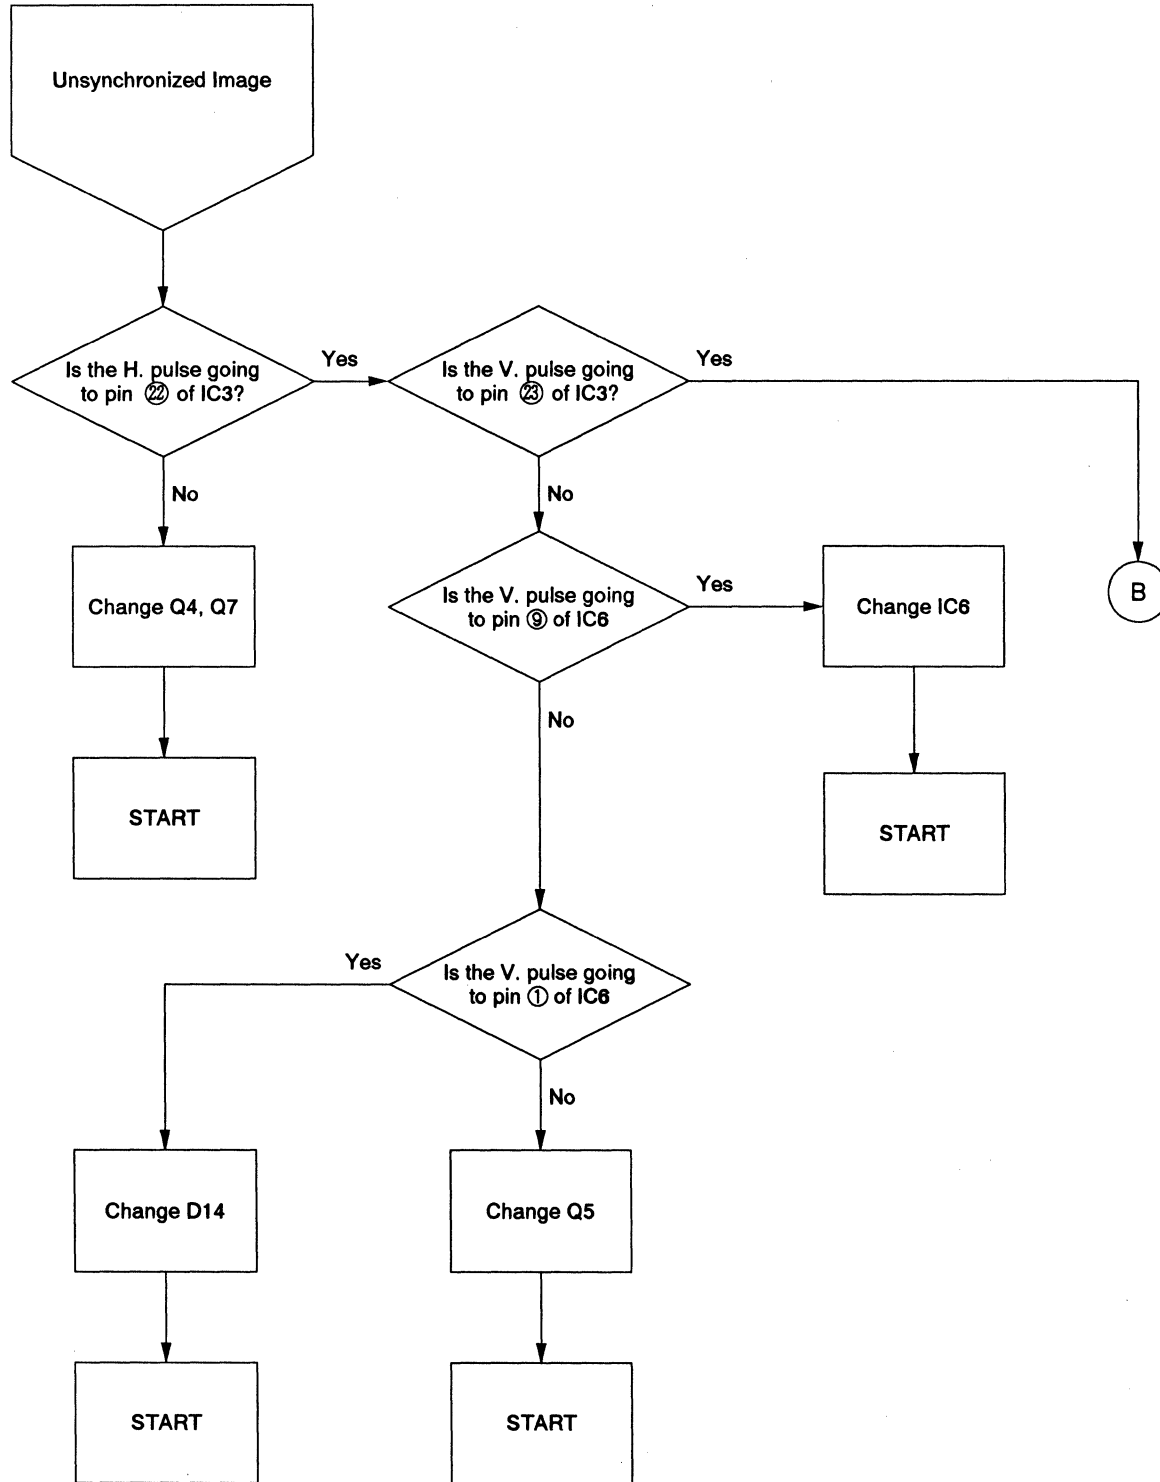 Unsynchronized Image
Is the H. pulse going
to pin ㉒ of IC3?
Yes
Is the V. pulse going
to pin ㉓ of IC3?
Yes
No
No
Change Q4, Q7
Is the V. pulse going
to pin ⑨ of IC6
Yes
Change IC6
B
No
START
START
Yes
Is the V. pulse going
to pin ① of IC6
No
Change D14
Change Q5
START
START